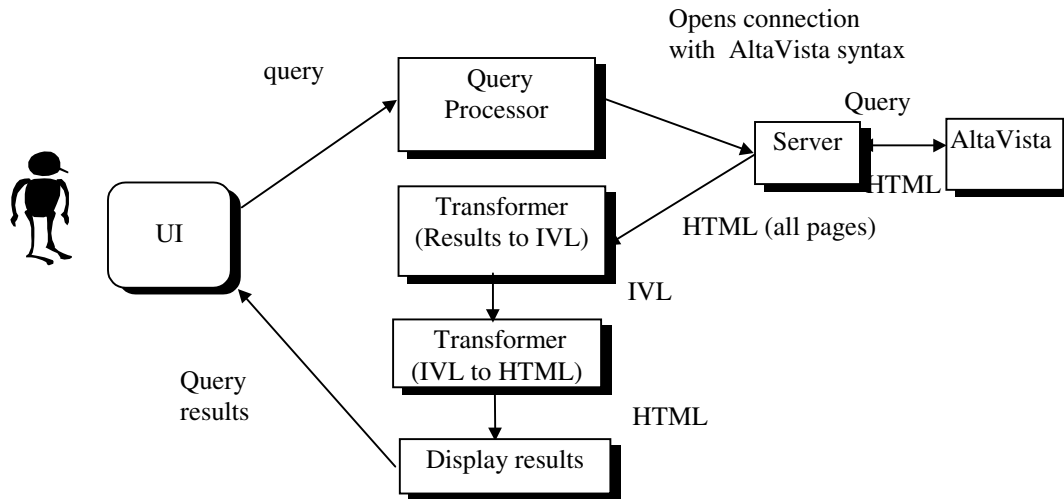 Opens connection
with AltaVista syntax
query
Query
Processor
Query
Server
AltaVista
HTML
UI
Transformer
(Results to IVL)
HTML (all pages)
IVL
Transformer
(IVL to HTML)
Query
results
HTML
Display results